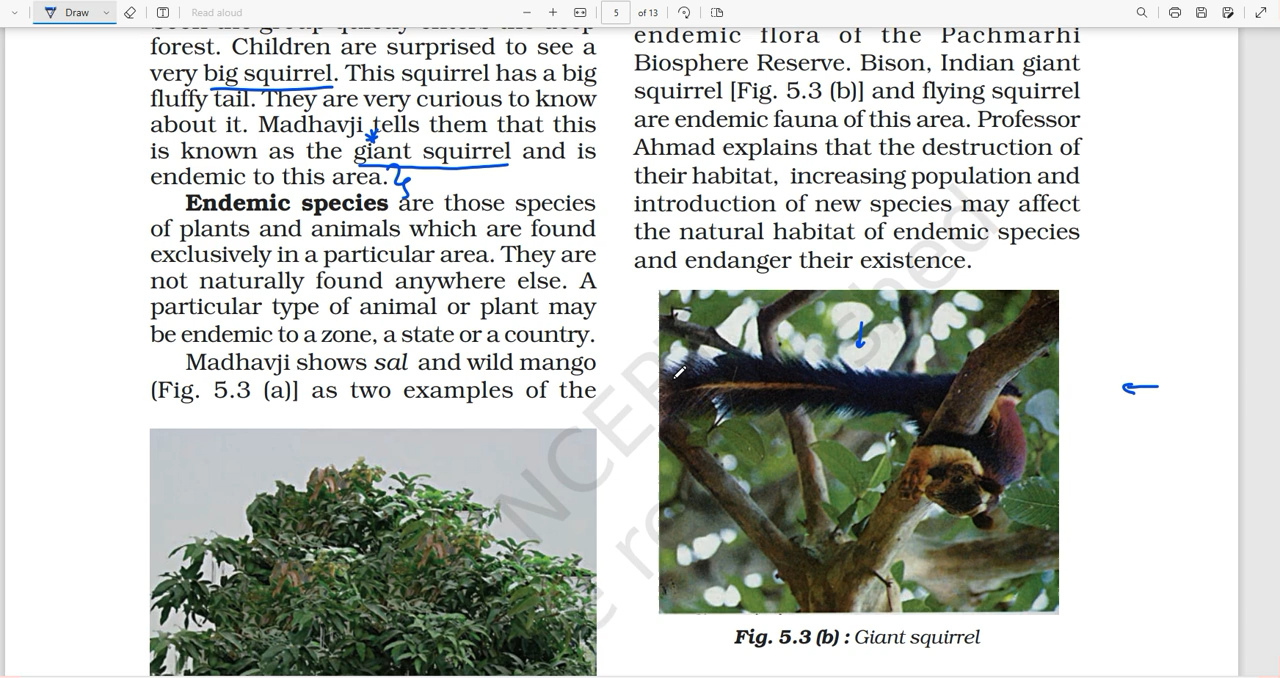 Draw
Read aloud
5
of 13
forest. Children are surprised to see a
very big squirrel. This squirrel has a big
fluffy tail. They are very curious to know
about it. Madhavji tells them that this
is known as the giant squirrel and is
endemic to this area.
Endemic species are those species
of plants and animals which are found
exclusively in a particular area. They are
not naturally found anywhere else. A
particular type of animal or plant may
be endemic to a zone, a state or a country.
Madhavji shows sal and wild mango
(Fig. 5.3 (a)] as two examples of the
endemic flora of the Pachmarhi
Biosphere Reserve. Bison, Indian giant
squirrel [Fig. 5.3 (b)] and flying squirrel
are endemic fauna of this area. Professor
Ahmad explains that the destruction of
their habitat, increasing population and
introduction of new species may affect
the natural habitat of endemic species
and endanger their existence.
Fig. 5.3 (b) : Giant squirrel